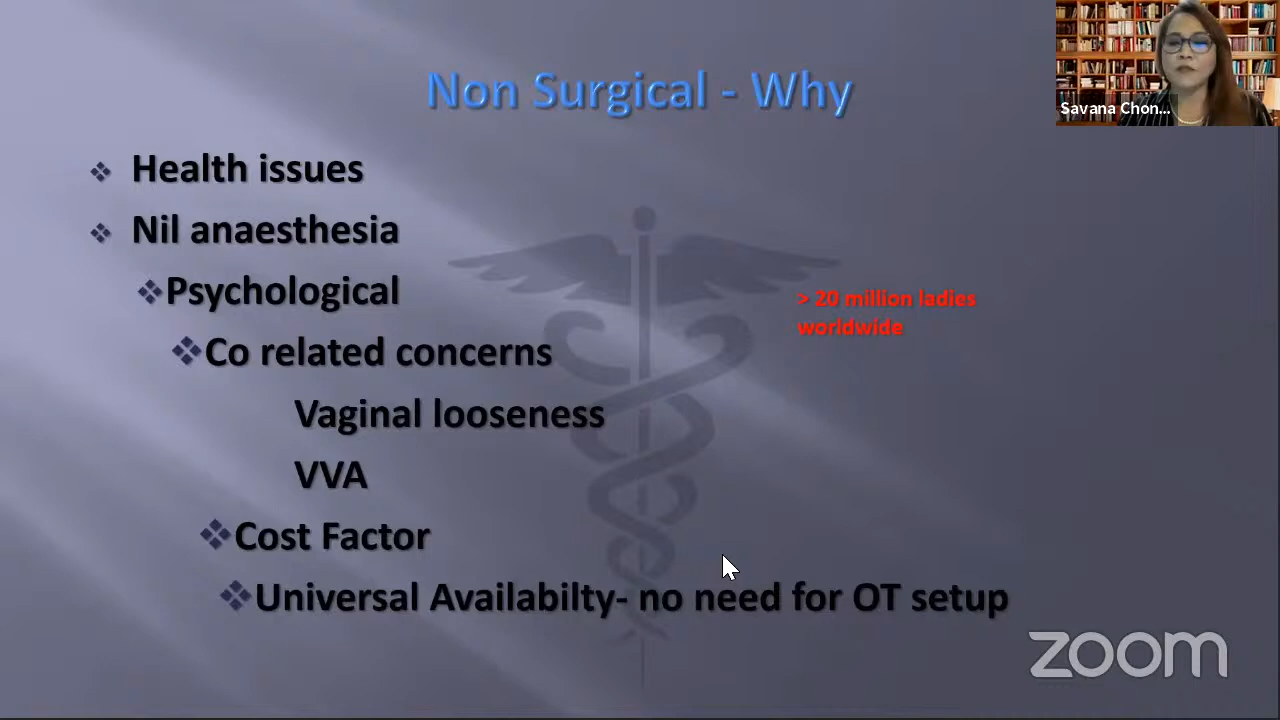 Non Surgical - Why
Savana Chon...
Health issues
Nil anaesthesia
Psychological
> 20 million ladies
worldwide
Co related concerns
Vaginal looseness
VVA
Cost Factor
Universal Availabilty- no need for OT setup
zoom